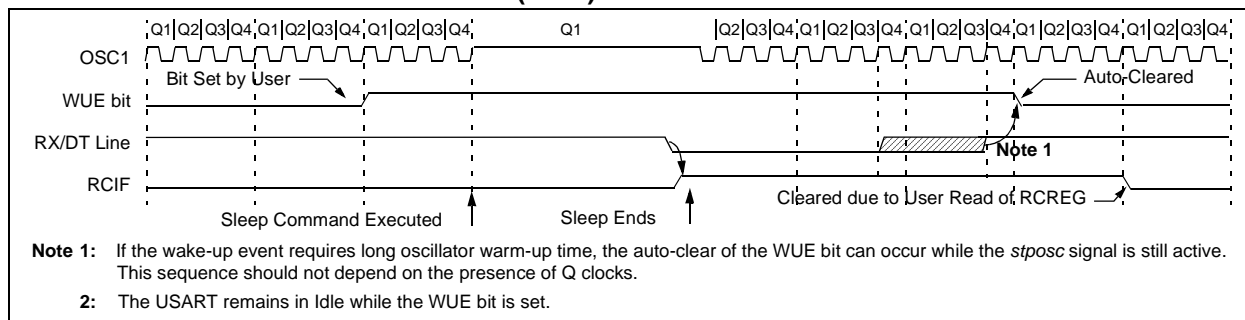 Q1 Q2 Q3 Q4 Q1 Q2 Q3 Q4 Q1 Q2 Q3 Q4 Q1 Q2 Q3 Q4 Q1 Q2 Q3 Q4 Q1 Q2 Q3 Q4 Q1 Q2 Q3 Q4
OSC1
Bit Set by User
Auto-Cleared
WUE bit
RX/DT Line
Note 1
RCIF
Cleared due to User Read of RCREG
Sleep Command Executed
Sleep Ends
Note 1: If the wake-up event requires long oscillator warm-up time, the auto-clear of the WUE bit can occur while the stposc signal is still active.
This sequence should not depend on the presence of Q clocks.
2: The USART remains in Idle while the WUE bit is set.